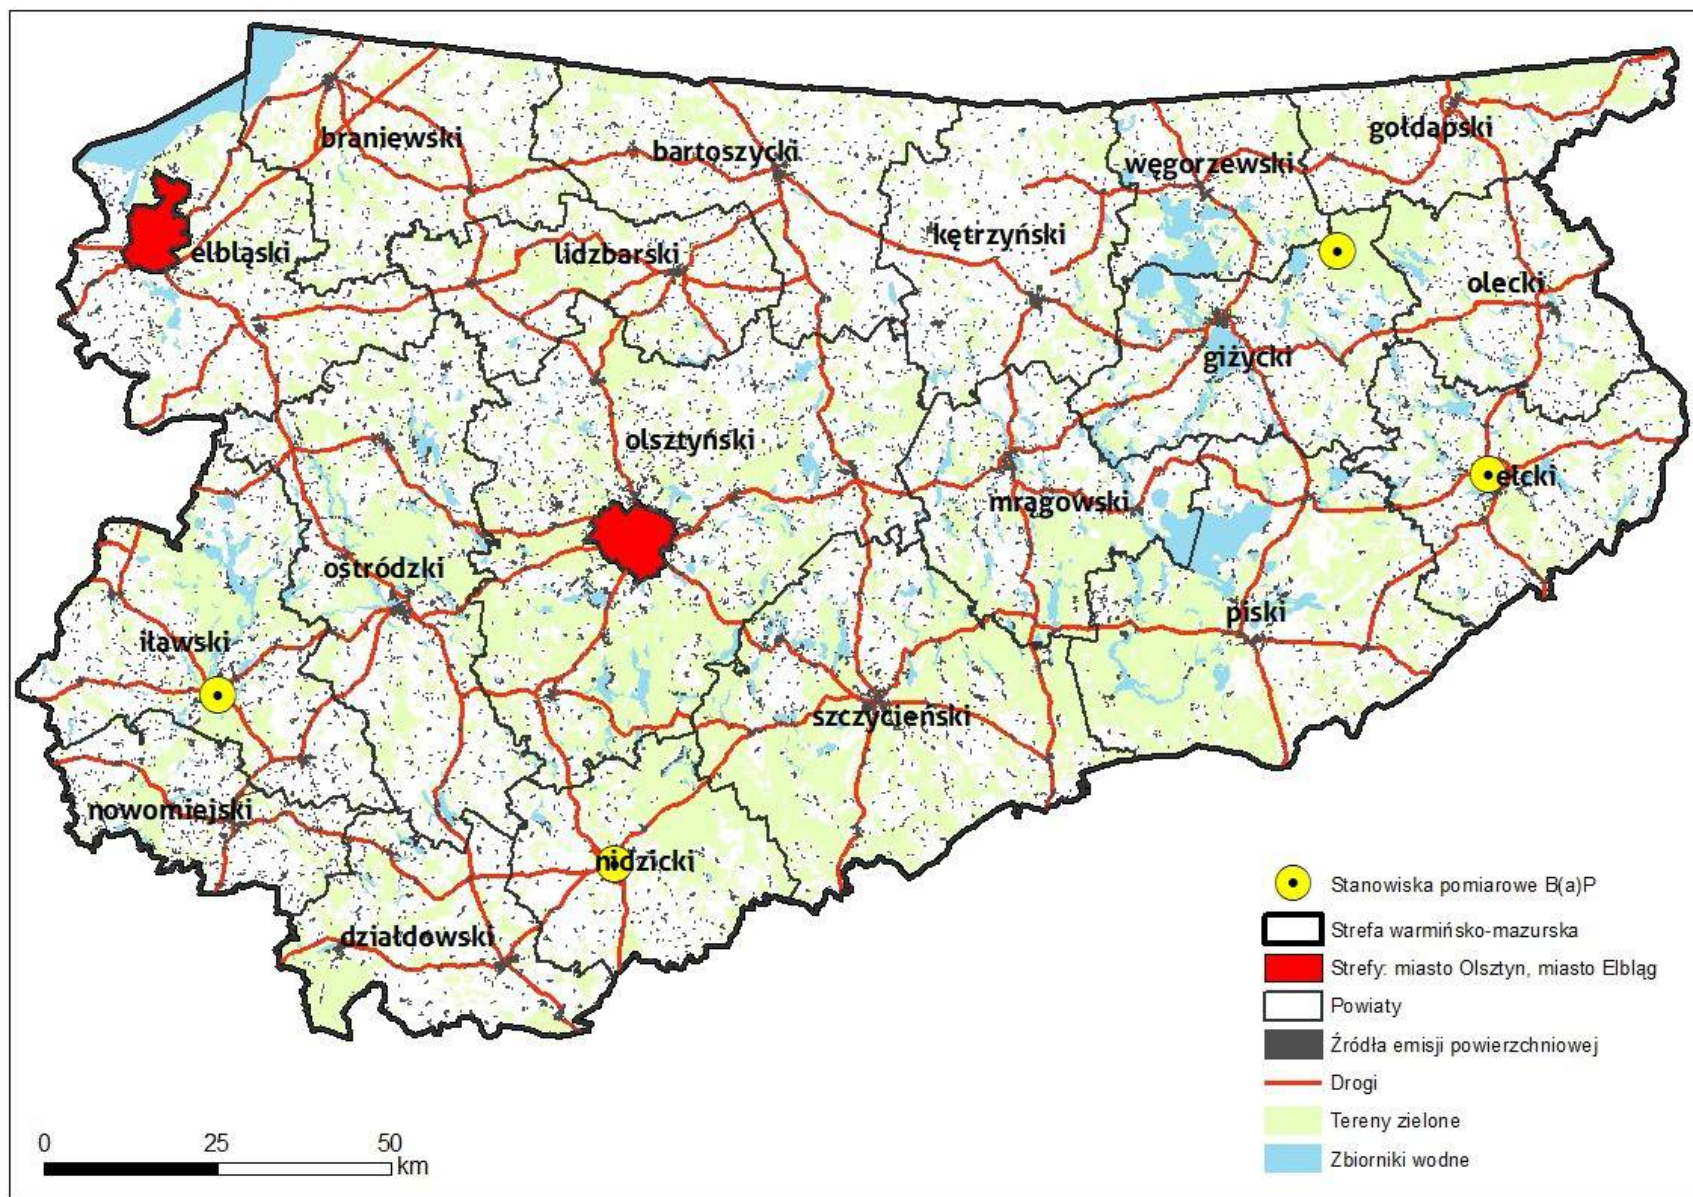 braniewski
bartoszycki
węgorzewski
gołdapski
elbląski
lidzbarski
kętrzyński
olecki
giżycki
olsztyński
mrągowski
ełcki
ostródzki
iławski
piski
szczycieński
nowomiejski
nidzicki
działdowski
Stanowiska pomiarowe B(a)P
Strefa warmińsko-mazurska
Strefy: miasto Olsztyn, miasto Elbląg
Powiaty
Źródła emisji powierzchniowej
Drogi
Tereny zielone
Zbiorniki wodne
0 25 50
km